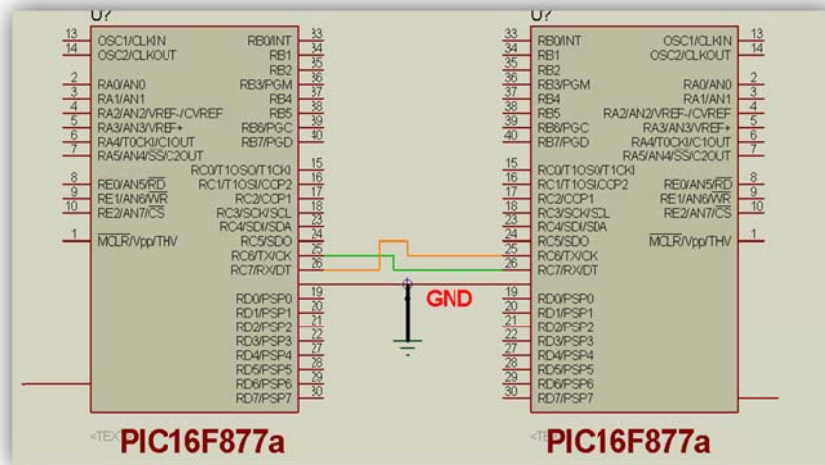 U?
13 OSC1/CLKIN
14 OSC2/CLKOUT
2 RA0/AN0
3 RA1/AN1
4 RA2/AN2/VREF-/CVREF
5 RA3/AN3/VREF+
6 RA4/T0CKI/C1OUT
7 RA5/AN4/SS/C2OUT
8 RE0/AN5/RD
9 RE1/AN6/WR
10 RE2/AN7/CS
1 MCLR/Vpp/THV
RB0/INT 33
RB1 34
RB2 35
RB3/PGM 36
RB4 37
RB5 38
RB6/PGC 39
RB7/PGD 40
RC0/T1OSO/T1CKI 15
RC1/T1OSI/CCP2 16
RC2/CCP1 17
RC3/SCK/SCL 18
RC4/SDI/SDA 23
RC5/SDO 24
RC6/TX/CK 25
RC7/RX/DT 26
RD0/PSP0 19
RD1/PSP1 20
RD2/PSP2 21
RD3/PSP3 22
RD4/PSP4 27
RD5/PSP5 28
RD6/PSP6 29
RD7/PSP7 30
<TEX
PIC16F877a
GND
U?
33 RB0/INT
34 RB1
35 RB2
36 RB3/PGM
37 RB4
38 RB5
39 RB6/PGC
40 RB7/PGD
15 RC0/T1OSO/T1CKI
16 RC1/T1OSI/CCP2
17 RC2/CCP1
18 RC3/SCK/SCL
23 RC4/SDI/SDA
24 RC5/SDO
25 RC6/TX/CK
26 RC7/RX/DT
19 RD0/PSP0
20 RD1/PSP1
21 RD2/PSP2
22 RD3/PSP3
27 RD4/PSP4
28 RD5/PSP5
29 RD6/PSP6
30 RD7/PSP7
OSC1/CLKIN 13
OSC2/CLKOUT 14
RA0/AN0 2
RA1/AN1 3
RA2/AN2/VREF-/CVREF 4
RA3/AN3/VREF+ 5
RA4/T0CKI/C1OUT 6
RA5/AN4/SS/C2OUT 7
RE0/AN5/RD 8
RE1/AN6/WR 9
RE2/AN7/CS 10
MCLR/Vpp/THV 1
<TE
PIC16F877a